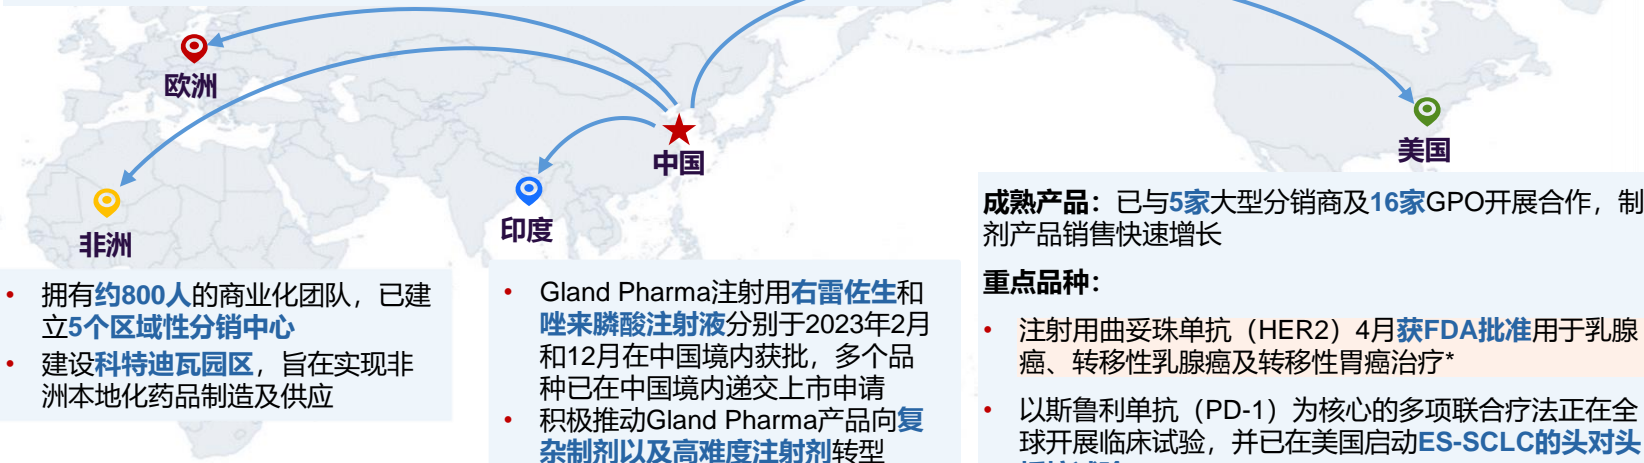 欧洲
中国
美国
非洲
印度
• 拥有约800人的商业化团队，已建
立5个区域性分销中心
• 建设科特迪瓦园区，旨在实现非
洲本地化药品制造及供应
• Gland Pharma注射用右雷佐生和
唑来膦酸注射液分别于2023年2月
和12月在中国境内获批，多个品
种已在中国境内递交上市申请
• 积极推动Gland Pharma产品向复
杂制剂以及高难度注射剂转型
成熟产品：已与5家大型分销商及16家GPO开展合作，制
剂产品销售快速增长
重点品种：
• 注射用曲妥珠单抗（HER2）4月获FDA批准用于乳腺
癌、转移性乳腺癌及转移性胃癌治疗*
• 以斯鲁利单抗（PD-1）为核心的多项联合疗法正在全
球开展临床试验，并已在美国启动ES-SCLC的头对头